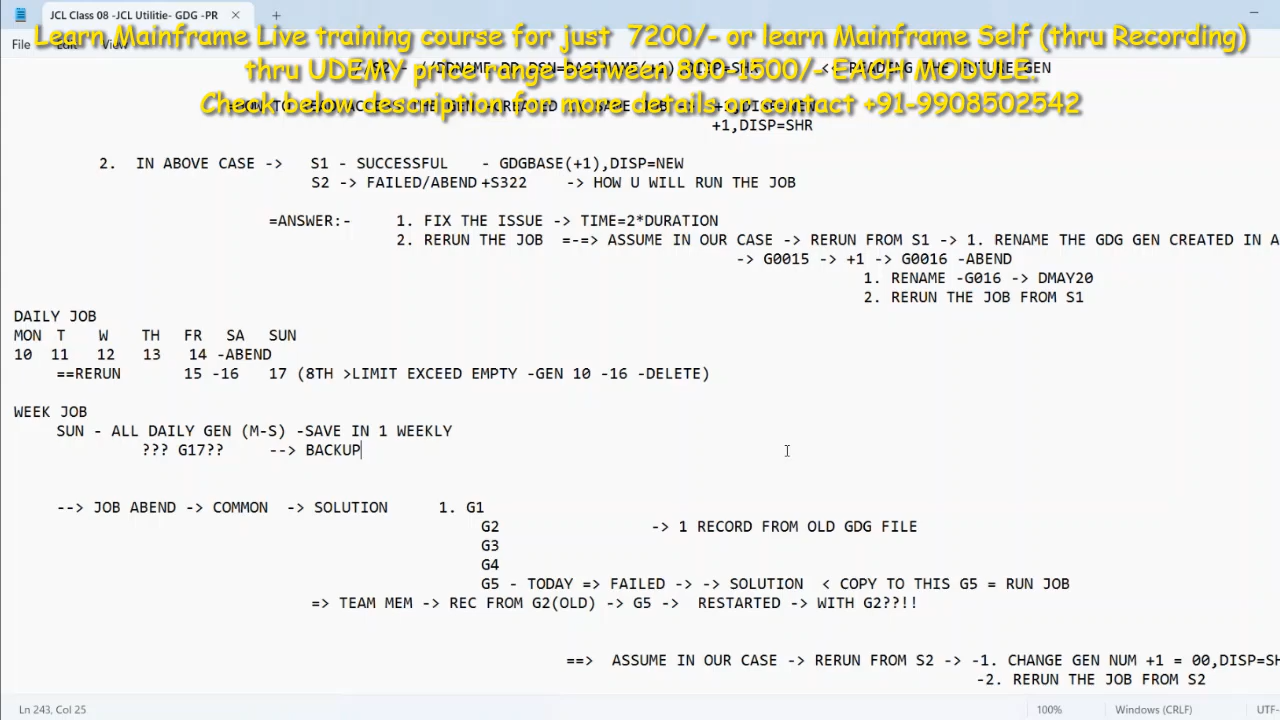 JCL Class 08 -JCL Utilitie- GDG -PR
File Edit View
Learn Mainframe Live training course for just 7200/- or learn Mainframe Self (thru Recording)
thru UDEMY price range between 800-1500/- EACH MODULE.
Check below description for more details or contact +91-9908502542
+1,DISP=SHR
2. IN ABOVE CASE -> S1 - SUCCESSFUL - GDGBASE(+1),DISP=NEW
S2 -> FAILED/ABEND +S322 -> HOW U WILL RUN THE JOB
=ANSWER:- 1. FIX THE ISSUE -> TIME=2*DURATION
2. RERUN THE JOB =-=> ASSUME IN OUR CASE -> RERUN FROM S1 -> 1. RENAME THE GDG GEN CREATED IN A
-> G0015 -> +1 -> G0016 -ABEND
1. RENAME -G016 -> DMAY20
2. RERUN THE JOB FROM S1
DAILY JOB
MON T W TH FR SA SUN
10 11 12 13 14 -ABEND
==RERUN 15 -16 17 (8TH >LIMIT EXCEED EMPTY -GEN 10 -16 -DELETE)
WEEK JOB
SUN - ALL DAILY GEN (M-S) -SAVE IN 1 WEEKLY
??? G17?? --> BACKUP
--> JOB ABEND -> COMMON -> SOLUTION 1. G1
G2 -> 1 RECORD FROM OLD GDG FILE
G3
G4
G5 - TODAY => FAILED -> -> SOLUTION < COPY TO THIS G5 = RUN JOB
=> TEAM MEM -> REC FROM G2(OLD) -> G5 -> RESTARTED -> WITH G2??!!
==> ASSUME IN OUR CASE -> RERUN FROM S2 -> -1. CHANGE GEN NUM +1 = 00,DISP=SH
-2. RERUN THE JOB FROM S2
Ln 243, Col 25 100% Windows (CRLF) UTF-